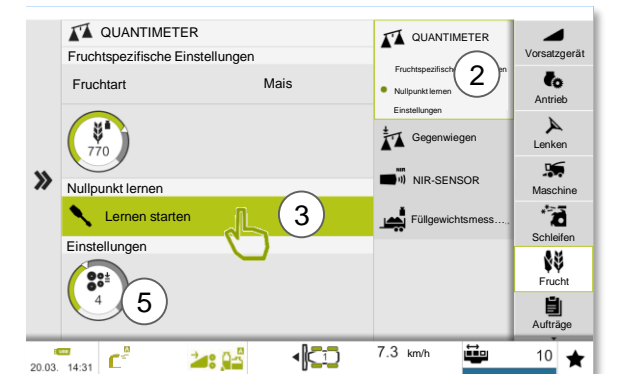 QUANTIMETER
Fruchtspezifische Einstellungen
Fruchtart Mais
770
Nullpunkt lernen
Lernen starten
3
Einstellungen
4
5
QUANTIMETER
Nullpunkt lernen
Einstellungen
2
Gegenwiegen
NIR-SENSOR
Füllgewichtsmess...
Vorsatzgerät
Antrieb
Lenken
Maschine
Schleifen
Frucht
Aufträge
20.03. 14:31
1
7.3 km/h
10